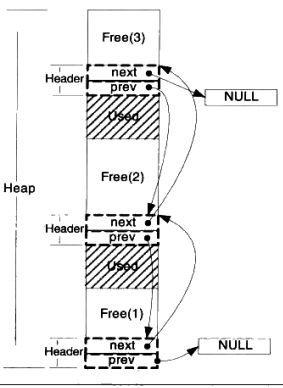 Free(3)
Header
next
prev
NULL
Used
Free(2)
Heap
Header
next
prev
Used
Free(1)
Header
next
prev
NULL